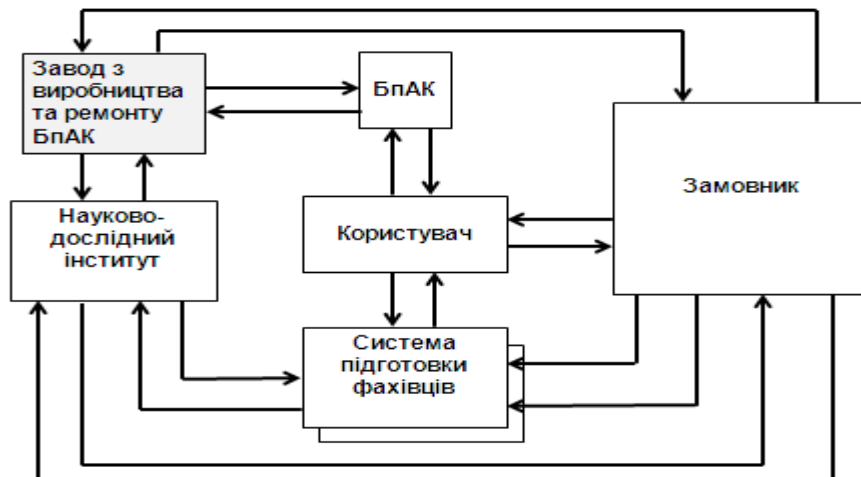 Завод з
виробництва
та ремонту
БпАК
БпАК
Замовник
Науково-
дослідний
інститут
Користувач
Система
підготовки
фахівців